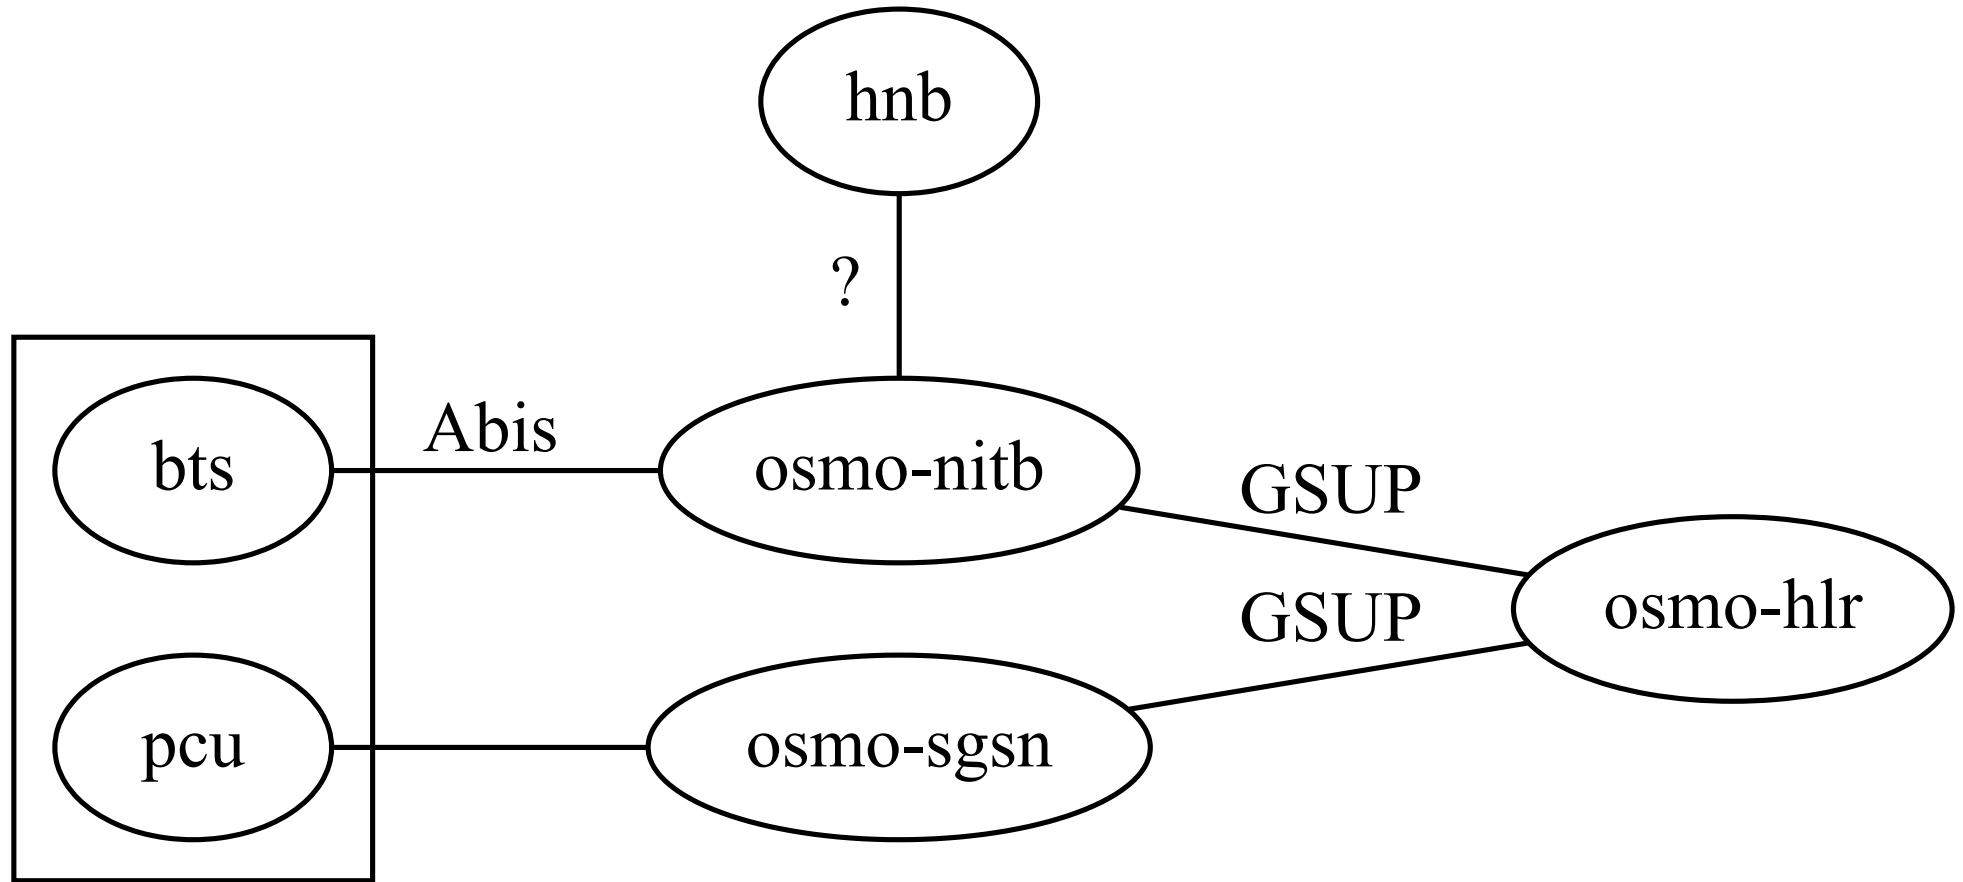 hnb
?
Abis
bts
osmo-nitb
GSUP
GSUP
osmo-hlr
pcu
osmo-sgsn